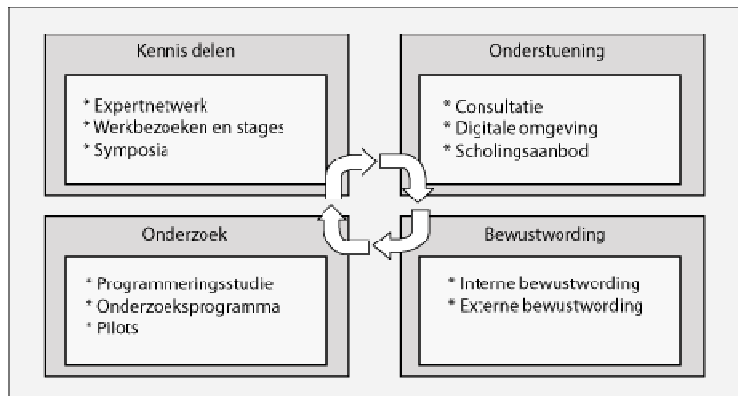 Kennis delen
* Expertnetwerk
* Werkbezoeken en stages
* Symposia
Onderstuening
* Consultatie
* Digitale omgeving
* Scholingsaanbod
Onderzoek
* Programmeringsstudie
* Onderzoeksprogramma
* Pilots
Bewustwording
* Interne bewustwording
* Externe bewustwording